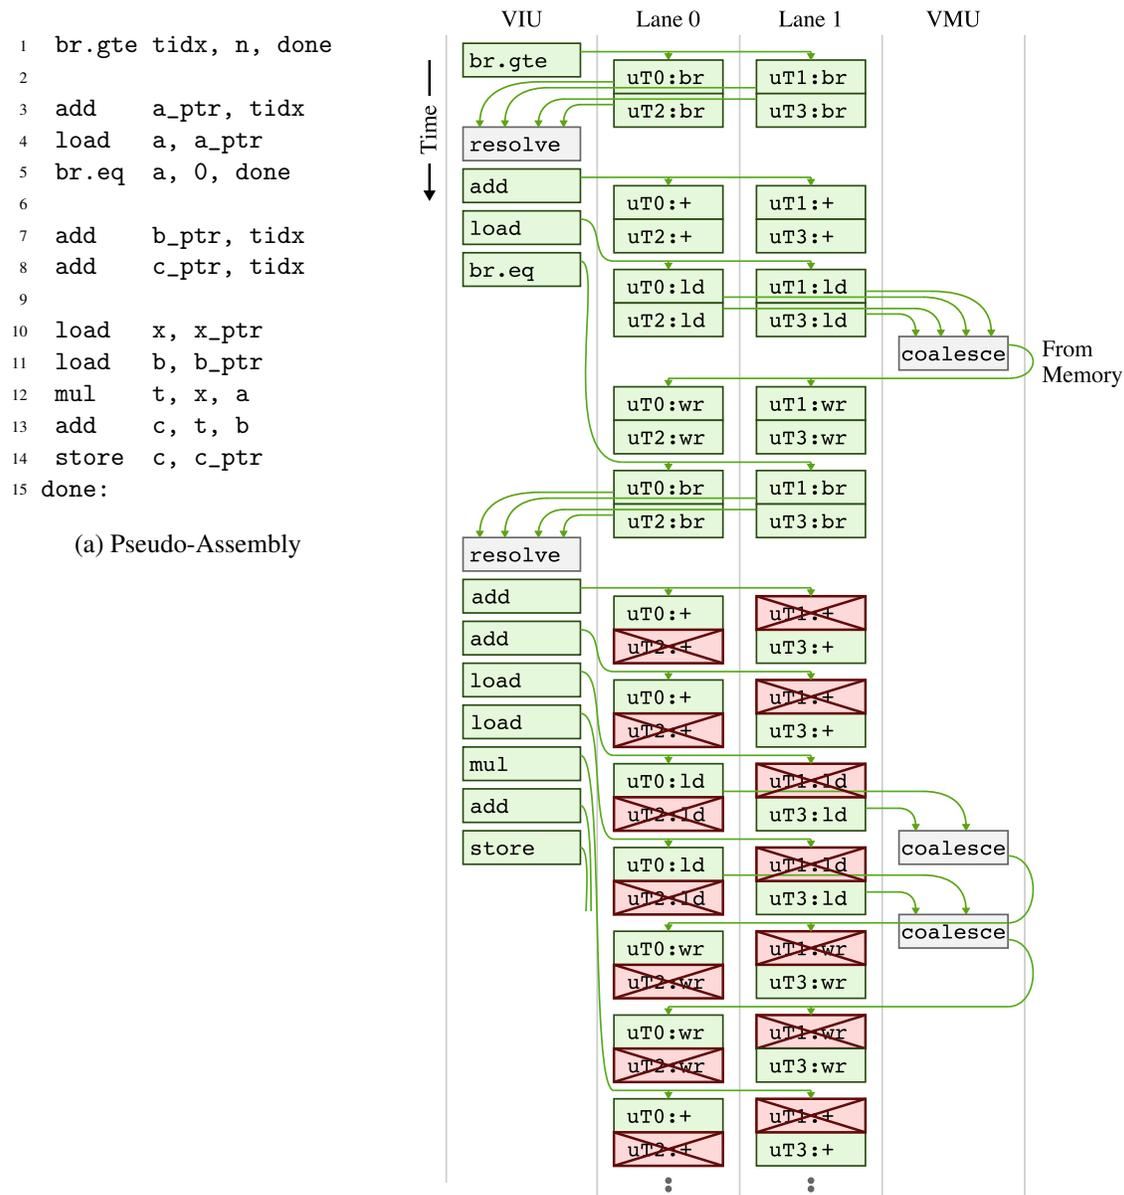 VIU Lane 0 Lane 1 VMU
1 br.gte tidx, n, done
2
3 add a_ptr, tidx
4 load a, a_ptr
5 br.eq a, 0, done
6
7 add b_ptr, tidx
8 add c_ptr, tidx
9
10 load x, x_ptr
11 load b, b_ptr
12 mul t, x, a
13 add c, t, b
14 store c, c_ptr
15 done:
(a) Pseudo-Assembly
Time
br.gte
uT0:br uT1:br
uT2:br uT3:br
resolve
add
uT0:+ uT1:+
load
uT2:+ uT3:+
br.eq
uT0:ld uT1:ld
uT2:ld uT3:ld
coalesce
From
Memory
uT0:wr uT1:wr
uT2:wr uT3:wr
uT0:br uT1:br
uT2:br uT3:br
resolve
add
uT0:+ uT1:+
add
uT2:+ uT3:+
load
uT0:+ uT1:+
load
uT2:+ uT3:+
mul
uT0:ld uT1:ld
add
uT2:ld uT3:ld
store
coalesce
uT0:ld uT1:ld
uT2:ld uT3:ld
coalesce
uT0:wr uT1:wr
uT2:wr uT3:wr
uT0:wr uT1:wr
uT2:wr uT3:wr
uT0:+ uT1:+
uT2:+ uT3:+